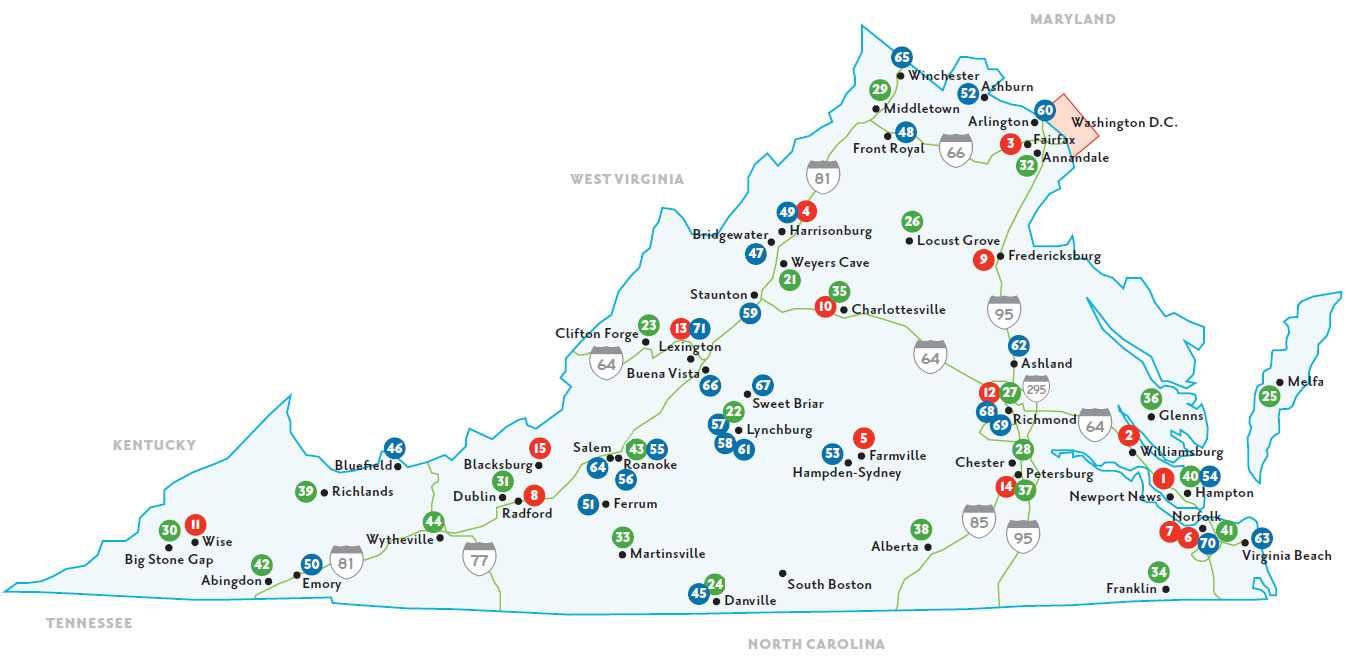 MARYLAND
65
Winchester
52
Ashburn
29
Middletown
60
Arlington
Washington D.C.
48
Front Royal
66
3
Fairfax
Annandale
32
WEST VIRGINIA
81
49
4
Harrisonburg
26
Bridgewater
Locust Grove
47
9
Fredericksburg
Weyers Cave
21
Staunton
35
10
Charlottesville
59
95
23
13
71
Clifton Forge
Lexington
64
64
62
Ashland
Buena Vista
66
67
Sweet Briar
12
27
295
Melfa
25
36
Glenns
22
57
Lynchburg
58
61
68
69
Richmond
64
2
Williamsburg
KENTUCKY
46
Bluefield
15
Blacksburg
Salem
43
55
Roanoke
64
56
53
5
Farmville
Hampden-Sydney
28
Chester
Petersburg
14
37
1
40
54
Newport News
Hampton
39
Richlands
31
Dublin
8
Radford
51
Ferrum
30
11
Wise
Big Stone Gap
44
Wytheville
33
Martinsville
38
Alberta
85
95
Norfolk
7
6
70
41
63
Virginia Beach
42
Abingdon
50
Emory
81
77
45
24
Danville
South Boston
34
Franklin
TENNESSEE
NORTH CAROLINA